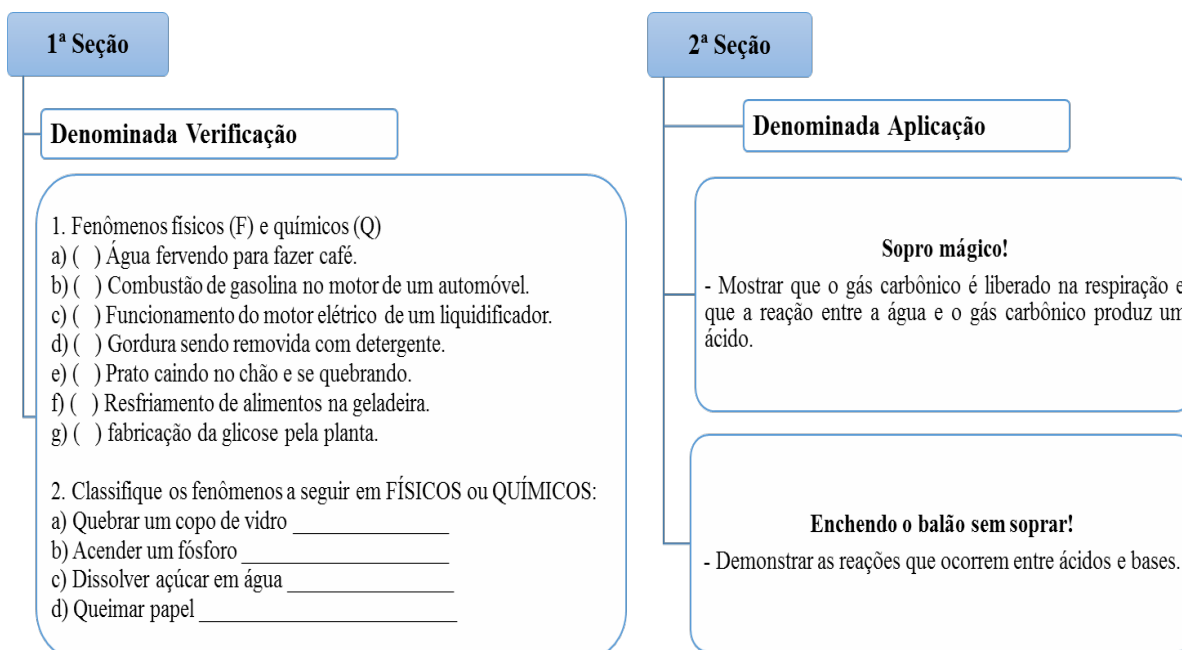 1ª Seção
Denominada Verificação
1. Fenômenos físicos (F) e químicos (Q)
a) (   ) Água fervendo para fazer café.
b) (   ) Combustão de gasolina no motor de um automóvel.
c) (   ) Funcionamento do motor elétrico de um liquidificador.
d) (   ) Gordura sendo removida com detergente.
e) (   ) Prato caindo no chão e se quebrando.
f) (   ) Resfriamento de alimentos na geladeira.
g) (   ) fabricação da glicose pela planta.
2. Classifique os fenômenos a seguir em FÍSICOS ou QUÍMICOS:
a) Quebrar um copo de vidro _______________
b) Acender um fósforo ____________________
c) Dissolver açúcar em água ________________
d) Queimar papel _________________________
2ª Seção
Denominada Aplicação
Sopro mágico!
- Mostrar que o gás carbônico é liberado na respiração e
que a reação entre a água e o gás carbônico produz um
ácido.
Enchendo o balão sem soprar!
- Demonstrar as reações que ocorrem entre ácidos e bases.